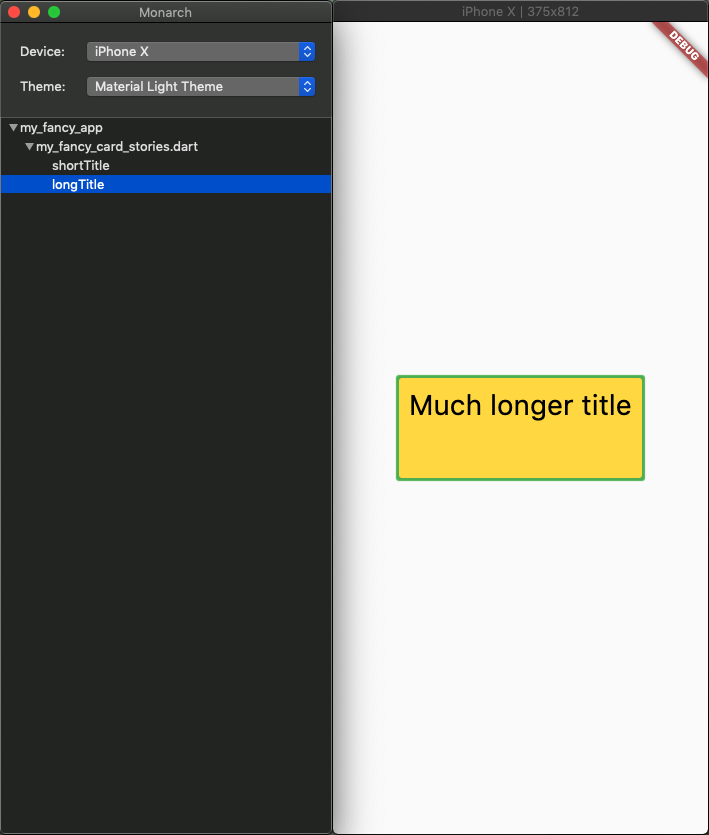 Monarch
Device: iPhone X
Theme: Material Light Theme
my_fancy_app
my_fancy_card_stories.dart
shortTitle
longTitle
iPhone X | 375x812
DEBUG
Much longer title